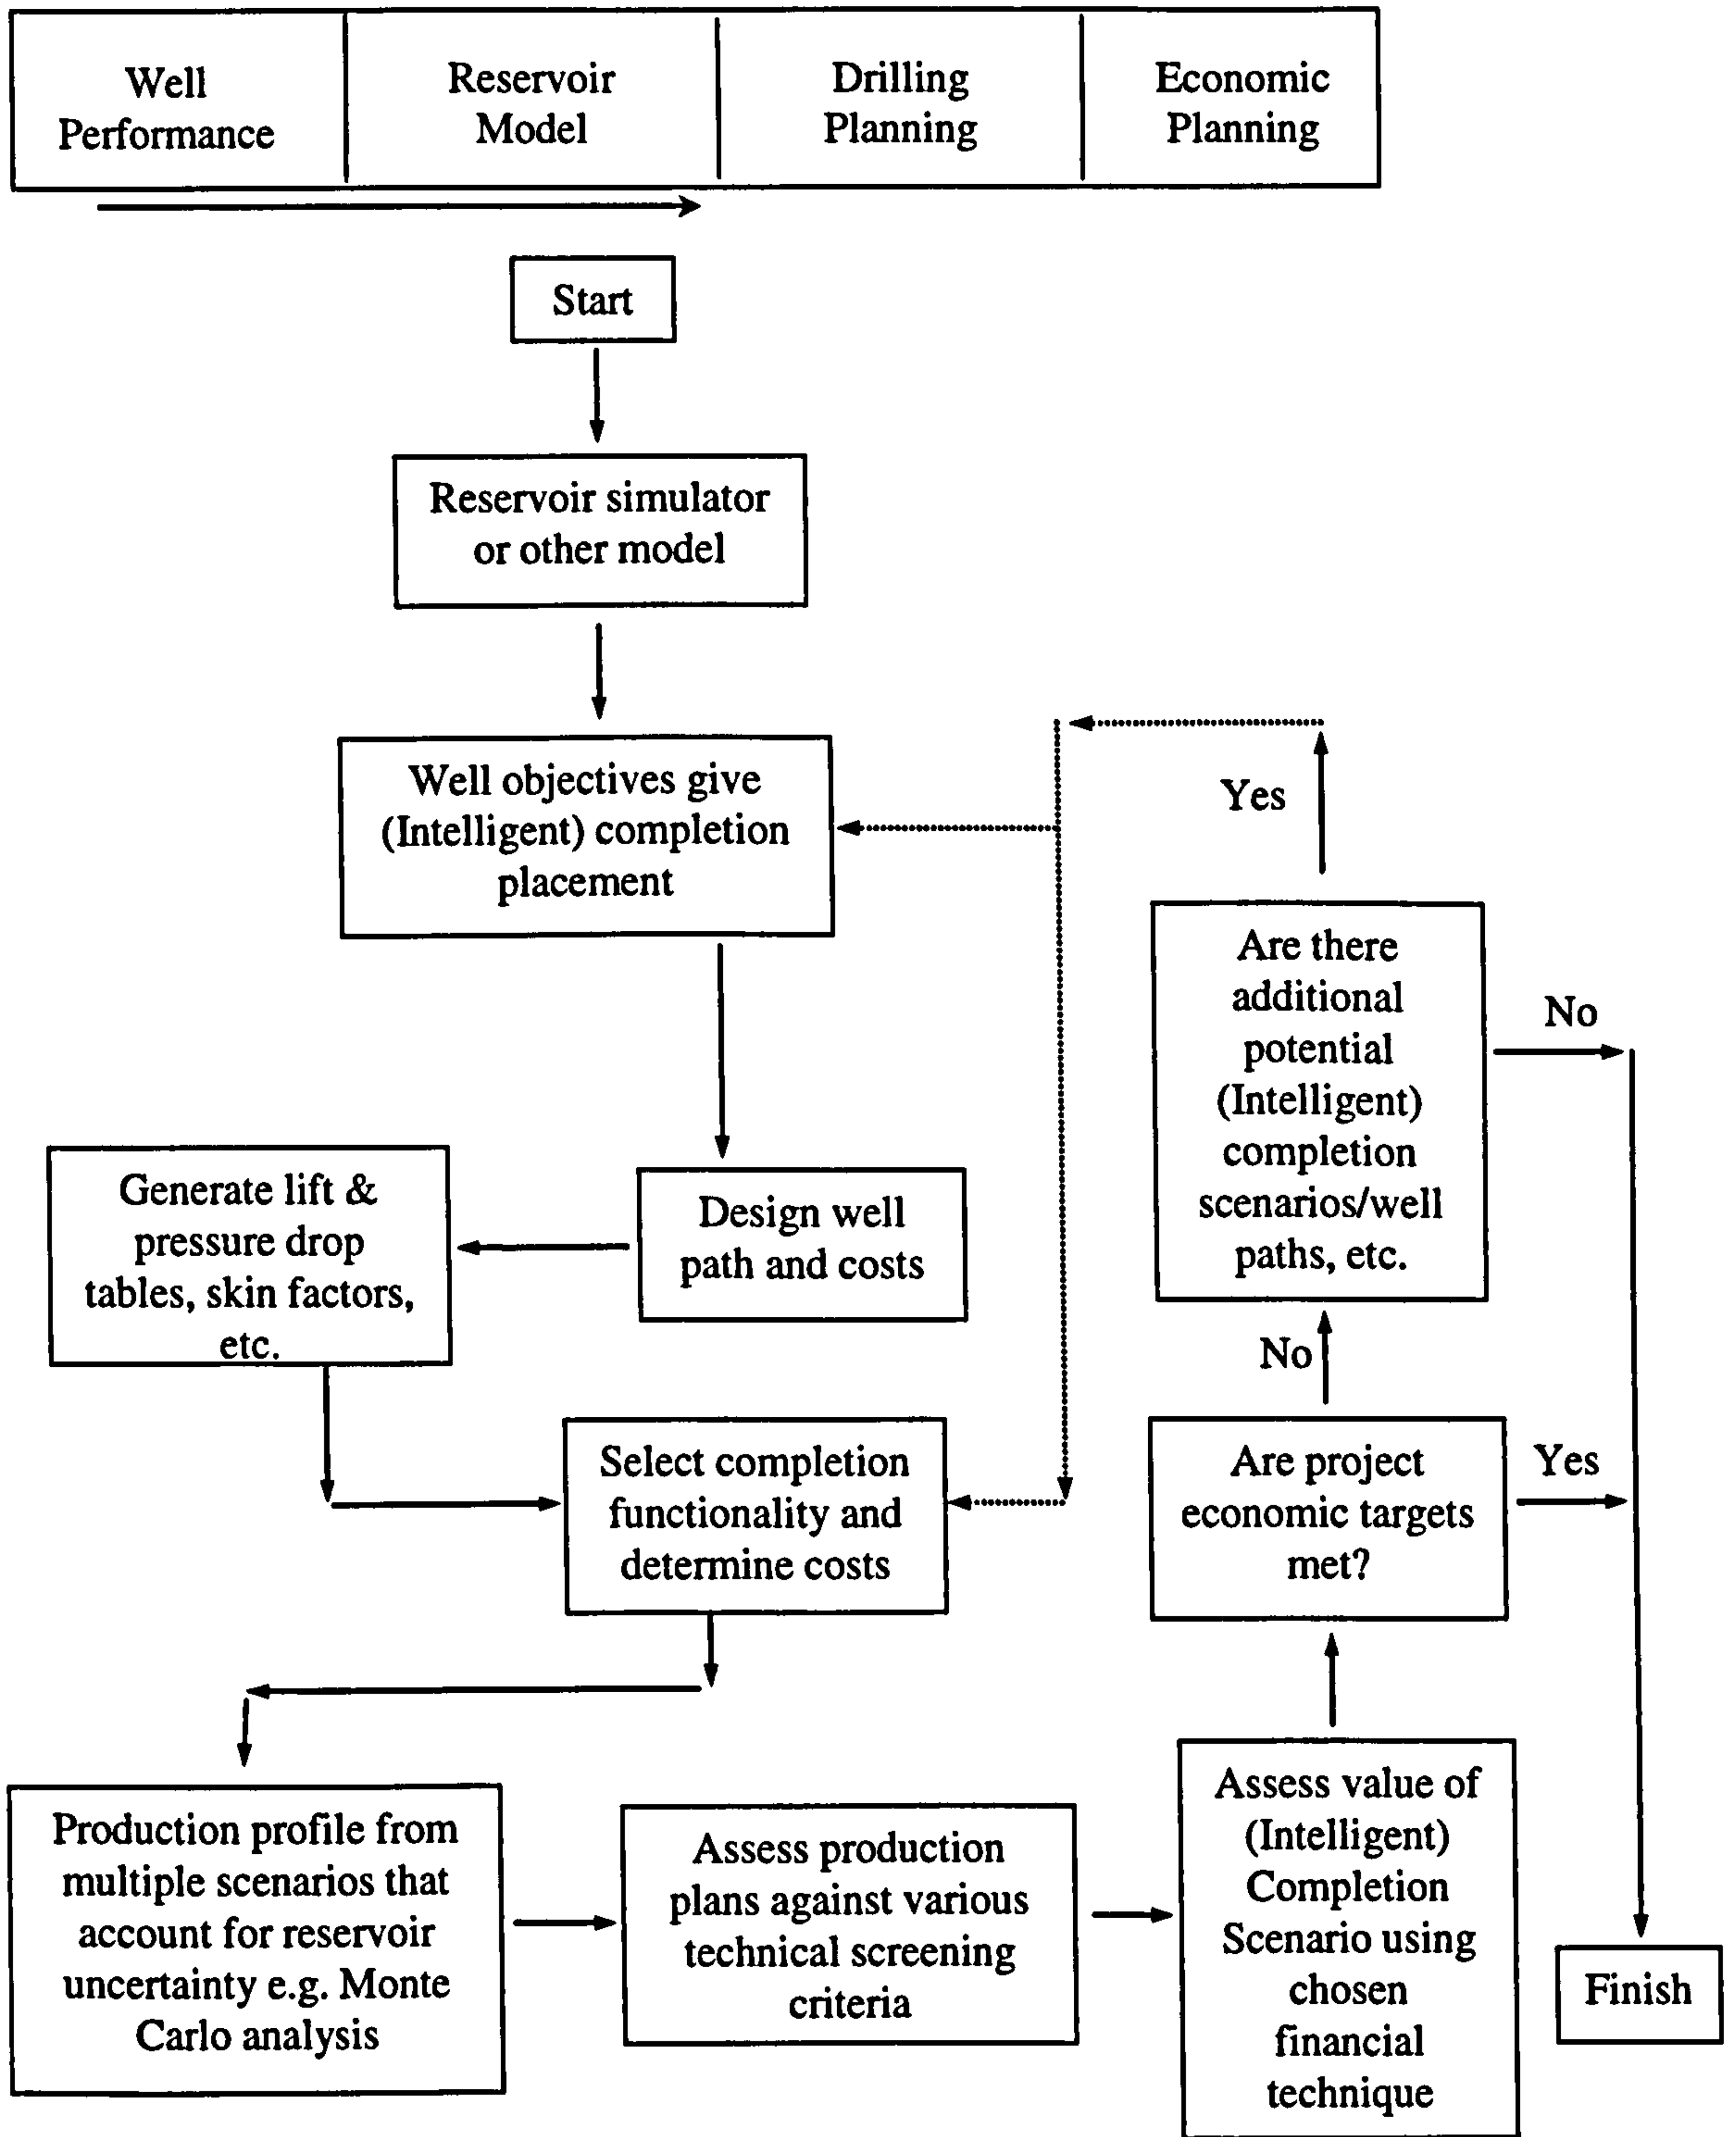 Well
Performance
Reservoir
Model
Drilling
Planning
Economic
Planning
Start
Reservoir simulator
or other model
Well objectives give
(Intelligent) completion
placement
Yes
Are there
additional
potential
(Intelligent)
completion
scenarios/well
paths, etc.
No
Generate lift &
pressure drop
tables, skin factors,
etc.
Design well
path and costs
No
Select completion
functionality and
determine costs
Are project
economic targets
met?
Yes
Production profile from
multiple scenarios that
account for reservoir
uncertainty e.g. Monte
Carlo analysis
Assess production
plans against various
technical screening
criteria
Assess value of
(Intelligent)
Completion
Scenario using
chosen
financial
technique
Finish